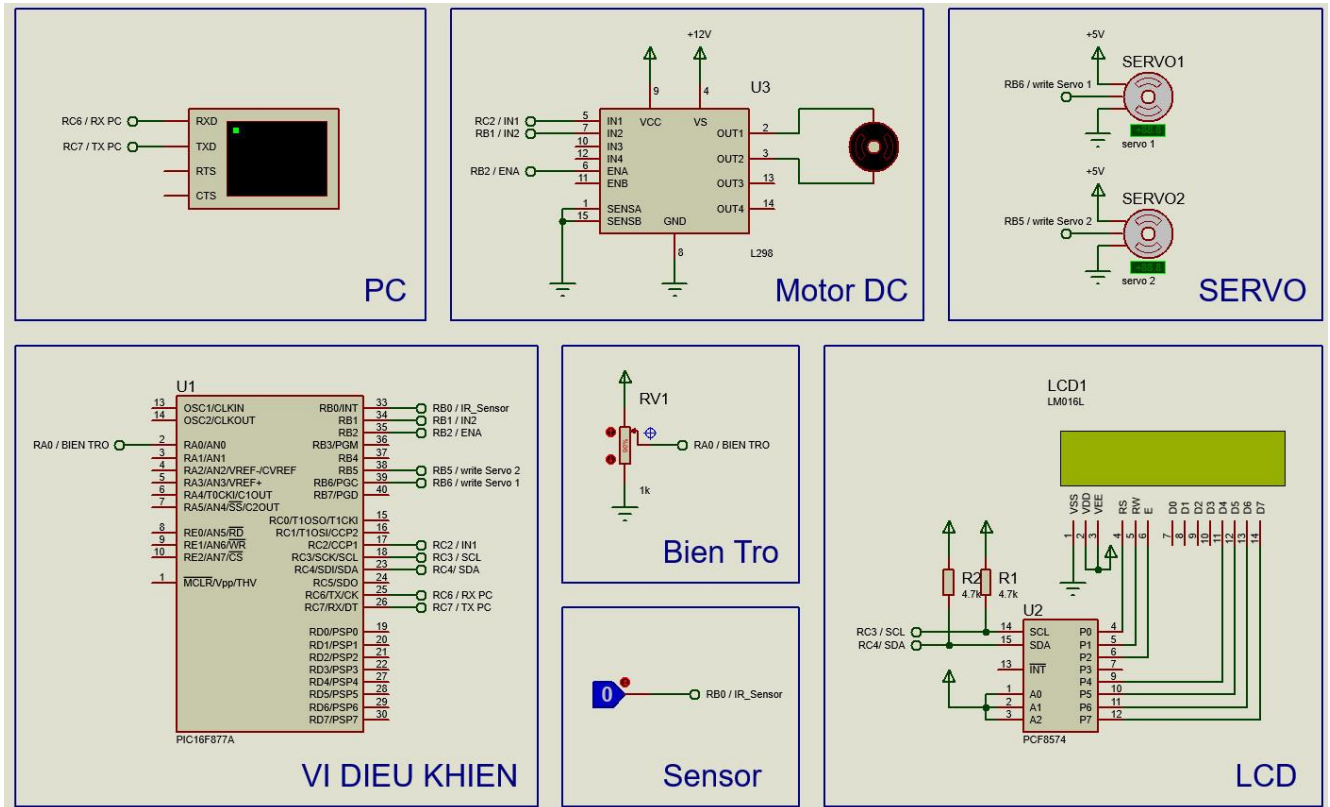 RC6 / RX PC
RC7 / TX PC
RXD
TXD
RTS
CTS
PC
+12V
U3
9
4
VCC
VS
RC2 / IN1
RB1 / IN2
RB2 / ENA
5
7
10
12
6
11
1
15
IN1
IN2
IN3
IN4
ENA
ENB
SENSA
SENSB
GND
8
OUT1
OUT2
OUT3
OUT4
2
3
13
14
L298
Motor DC
+5V
SERVO1
RB6 / write Servo 1
servo 1
+5V
SERVO2
RB5 / write Servo 2
servo 2
SERVO
U1
RA0 / BIEN TRO
13 OSC1/CLKIN
14 OSC2/CLKOUT
2 RA0/AN0
3 RA1/AN1
4 RA2/AN2/VREF-/CVREF
5 RA3/AN3/VREF+
6 RA4/T0CKI/C1OUT
7 RA5/AN4/SS/C2OUT
8 RE0/AN5/RD
9 RE1/AN6/WR
10 RE2/AN7/CS
1 MCLR/Vpp/THV
RB0/INT 33 RB0 / IR_Sensor
RB1 34 RB1 / IN2
RB2 35 RB2 / ENA
RB3/PGM 36
RB4 37
RB5 38 RB5 / write Servo 2
RB6/PGC 39 RB6 / write Servo 1
RB7/PGD 40
RC0/T1OSO/T1CKI 15
RC1/T1OSI/CCP2 16
RC2/CCP1 17 RC2 / IN1
RC3/SCK/SCL 18 RC3 / SCL
RC4/SDI/SDA 23 RC4/ SDA
RC5/SDO 24
RC6/TX/CK 25 RC6 / RX PC
RC7/RX/DT 26 RC7 / TX PC
RD0/PSP0 19
RD1/PSP1 20
RD2/PSP2 21
RD3/PSP3 22
RD4/PSP4 27
RD5/PSP5 28
RD6/PSP6 29
RD7/PSP7 30
PIC16F877A
VI DIEU KHIEN
RV1
90%
RA0 / BIEN TRO
1k
Bien Tro
0
RB0 / IR_Sensor
Sensor
LCD1
LM016L
VSS
VDD
VEE
RS
RW
E
D0
D1
D2
D3
D4
D5
D6
D7
1
2
3
4
5
6
7
8
9
10
11
12
13
14
R2
4.7k
R1
4.7k
U2
RC3 / SCL
RC4/ SDA
14 SCL
15 SDA
13 INT
1 A0
2 A1
3 A2
P0 4
P1 5
P2 6
P3 7
P4 9
P5 10
P6 11
P7 12
PCF8574
LCD